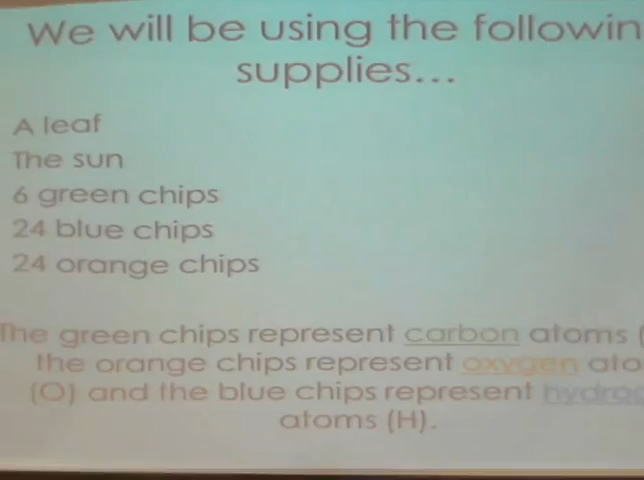 We will be using the followin
supplies...
A leaf
The sun
6 green chips
24 blue chips
24 orange chips
The green chips represent carbon atoms (
the orange chips represent oxygen ato
(O) and the blue chips represent hydrog
atoms (H).